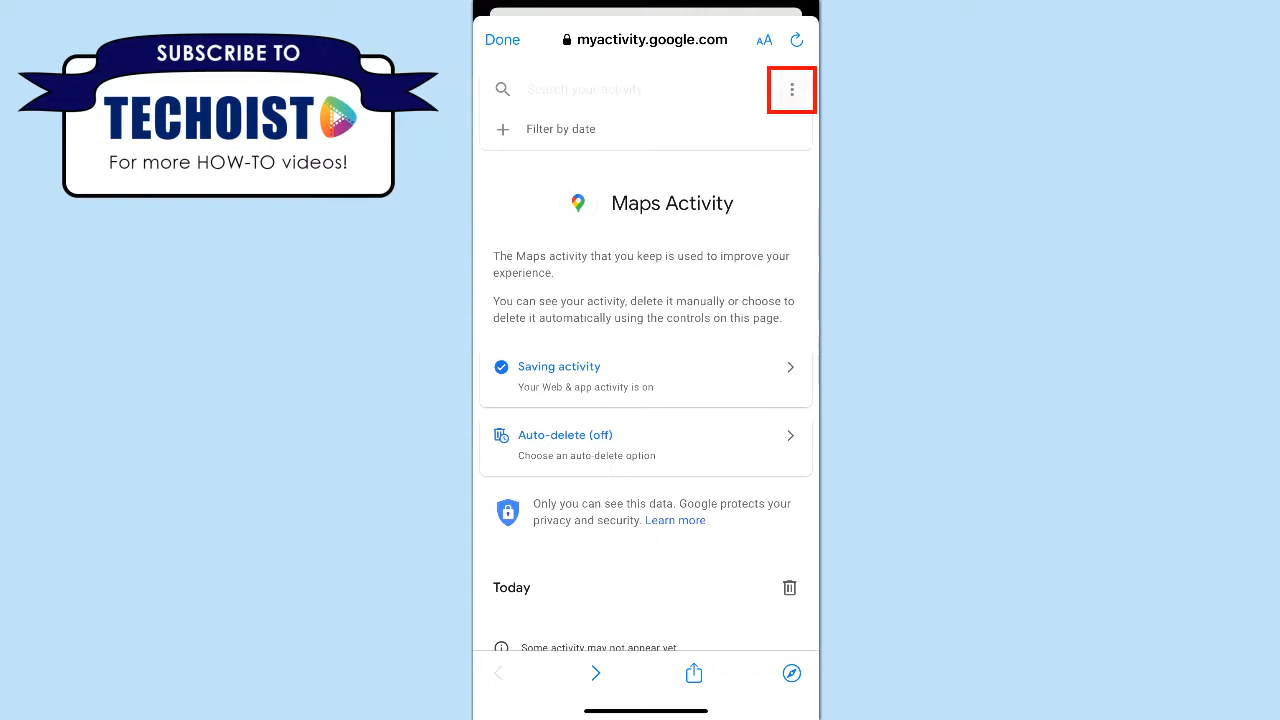 SUBSCRIBE TO
TECHOIST
For more HOW-TO videos!
Done
myactivity.google.com
AA
Search your activity
Filter by date
Maps Activity
The Maps activity that you keep is used to improve your
experience.
You can see your activity, delete it manually or choose to
delete it automatically using the controls on this page.
Saving activity
Your Web & app activity is on
Auto-delete (off)
Choose an auto-delete option
Only you can see this data. Google protects your
privacy and security. Learn more
Today
Some activity may not appear yet